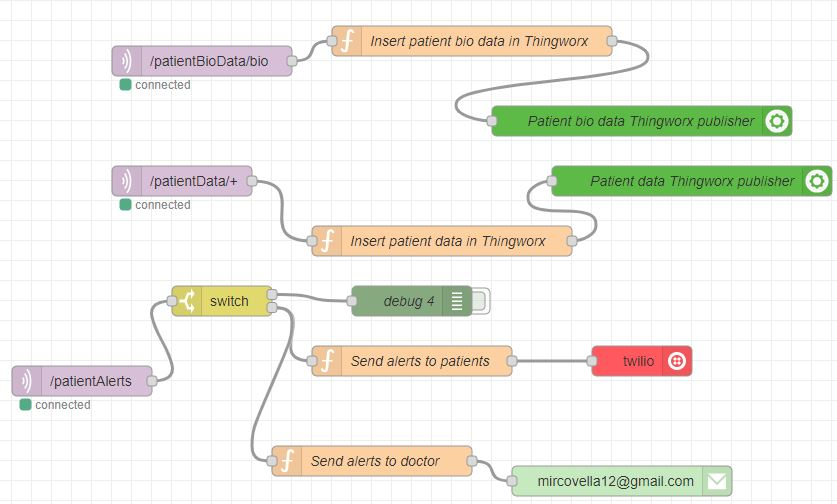 Insert patient bio data in Thingworx
/patientBioData/bio
connected
Patient bio data Thingworx publisher
/patientData/+
Patient data Thingworx publisher
connected
Insert patient data in Thingworx
switch
debug 4
Send alerts to patients
twilio
/patientAlerts
connected
Send alerts to doctor
mircovella12@gmail.com